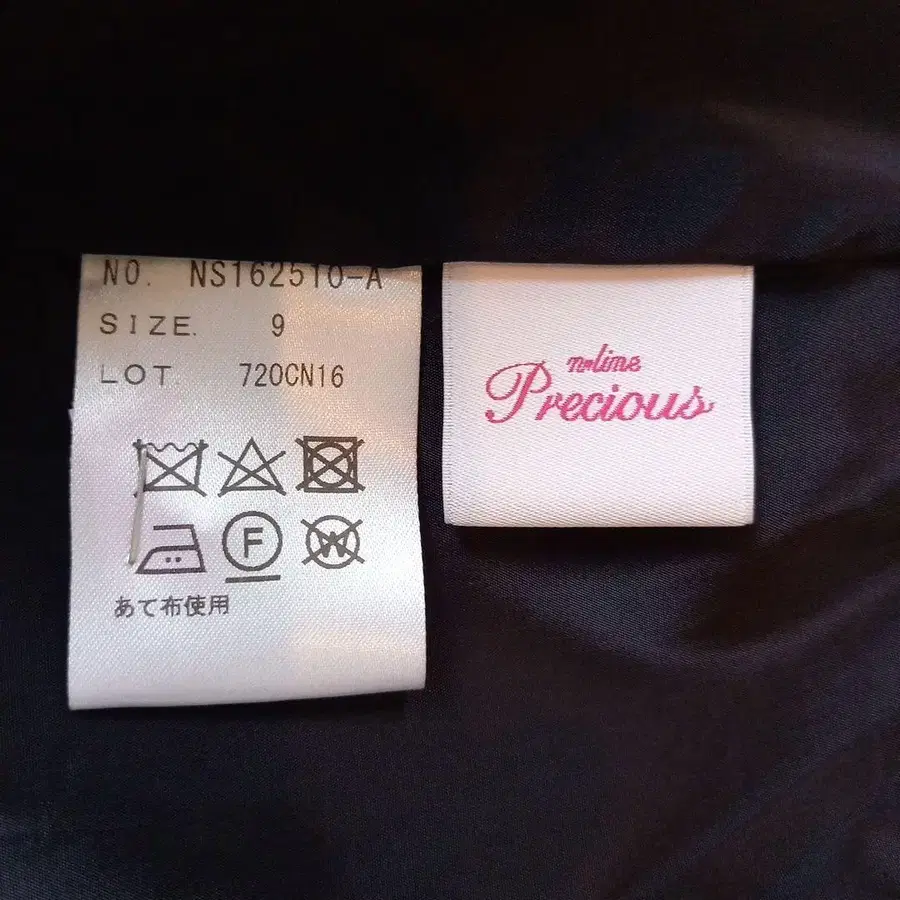 NO. NS162510-A
SIZE. 9
LOT. 720CN16
F
W
あて布使用
n•line
Precious